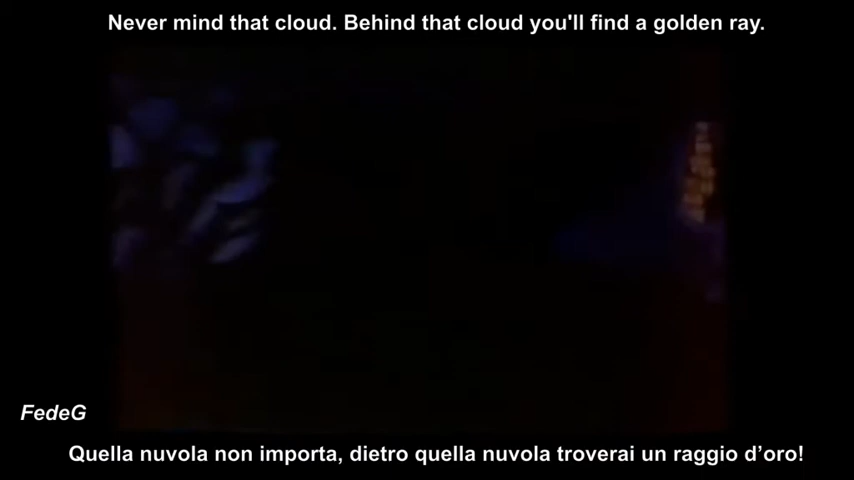 Never mind that cloud. Behind that cloud you'll find a golden ray.
FedeG
Quella nuvola non importa, dietro quella nuvola troverai un raggio d’oro!